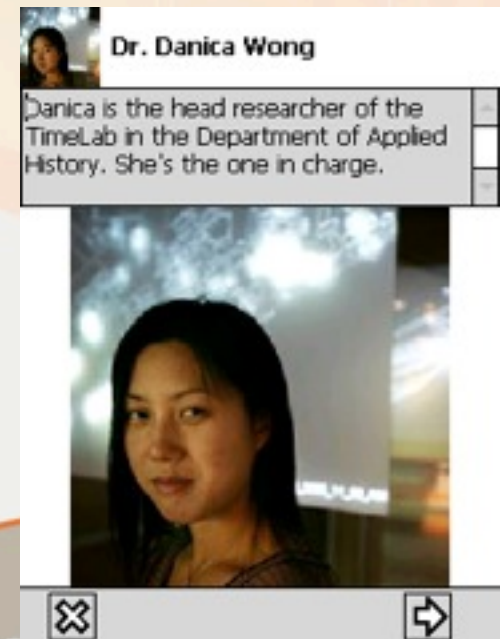 Dr. Danica Wong
Danica is the head researcher of the
TimeLab in the Department of Applied
History. She's the one in charge.